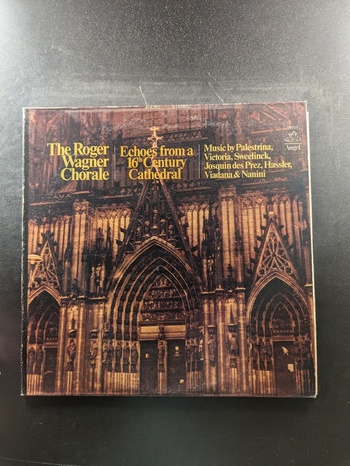 The Roger
Wagner
Chorale
Echoes from a
16th Century
Cathedral
Music by Palestrina,
Victoria, Sweelinck,
Josquin des Prez, Hassler,
Viadana & Nanini
Angel